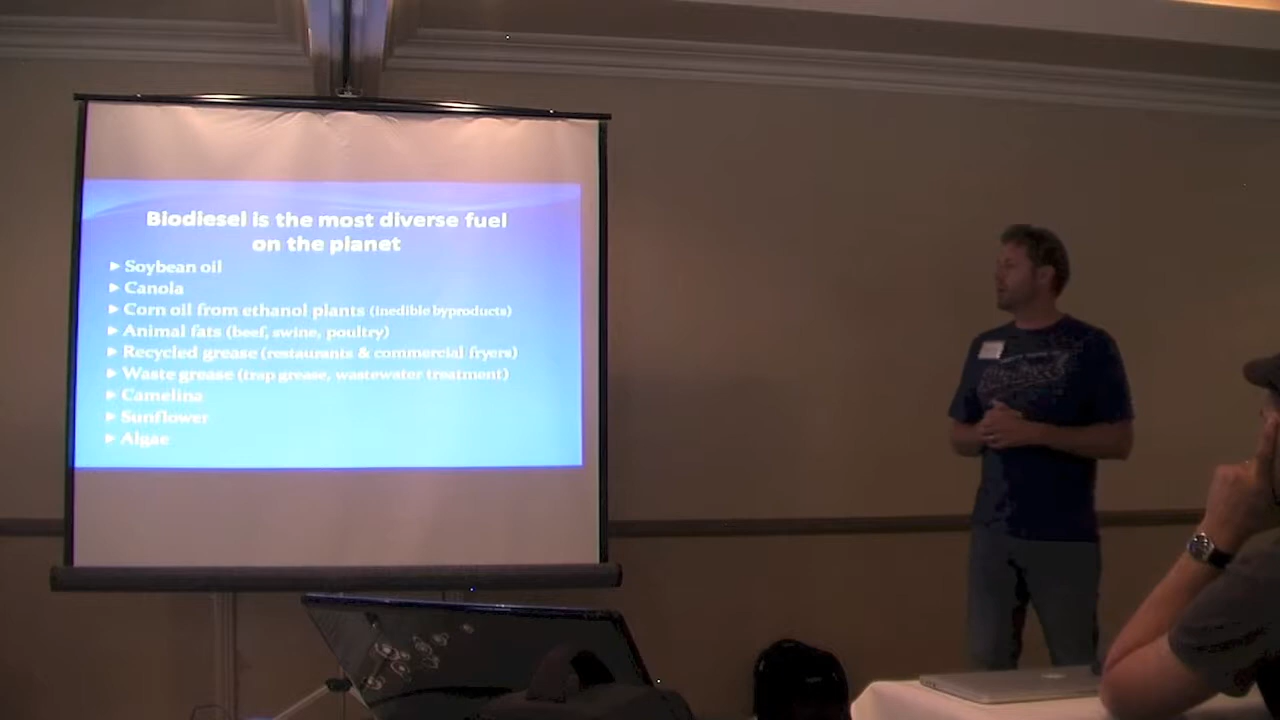 Biodiesel is the most diverse fuel
on the planet
Soybean oil
Canola
Corn oil from ethanol plants (inedible byproducts)
Animal fats (beef, swine, poultry)
Recycled grease (restaurants & commercial fryers)
Waste grease (trap grease, wastewater treatment)
Camelina
Sunflower
Algae